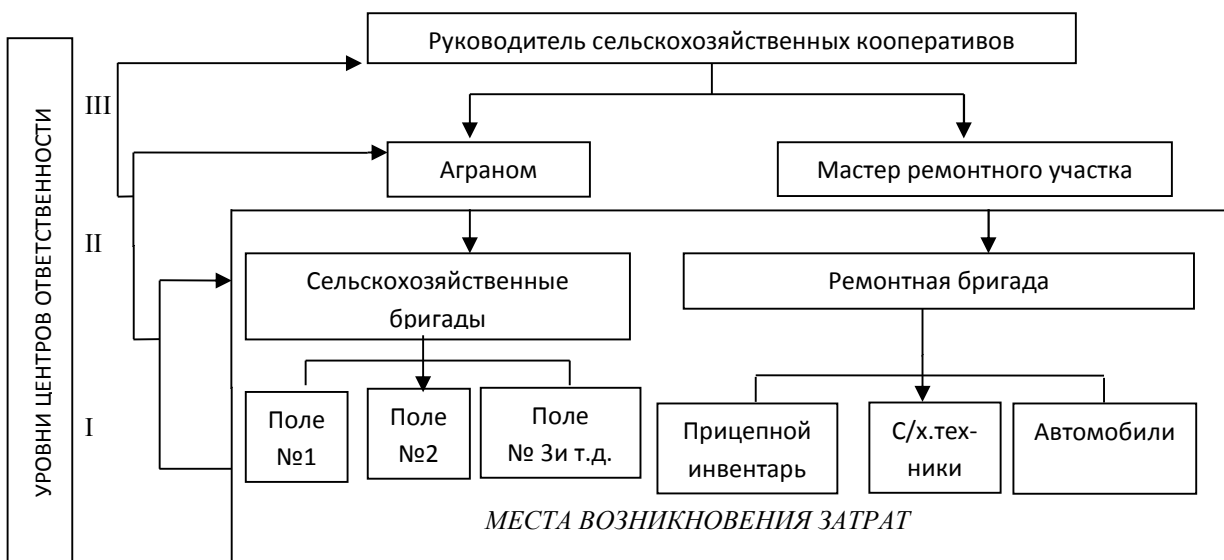 Руководитель сельскохозяйственных кооперативов
УРОВНИ ЦЕНТРОВ ОТВЕТСТВЕННОСТИ
III
Аграном
Мастер ремонтного участка
II
Сельскохозяйственные
бригады
Ремонтная бригада
I
Поле
№1
Поле
№2
Поле
№ 3и т.д.
Прицепной
инвентарь
С/х.тех-
ники
Автомобили
МЕСТА ВОЗНИКНОВЕНИЯ ЗАТРАТ